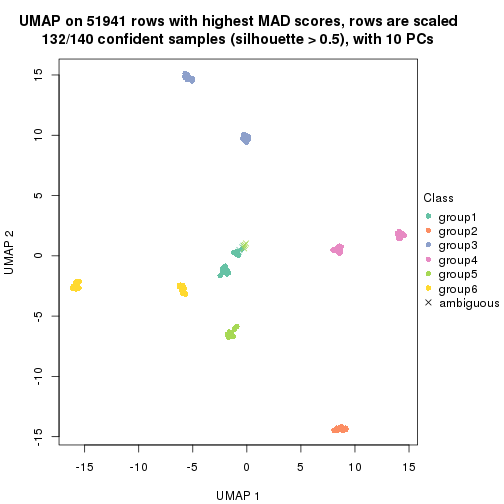 UMAP on 51941 rows with highest MAD scores, rows are scaled
132/140 confident samples (silhouette > 0.5), with 10 PCs
15
10
5
0
-5
-10
-15
UMAP 2
-15
-10
-5
0
5
10
15
UMAP 1
Class
group1
group2
group3
group4
group5
group6
ambiguous